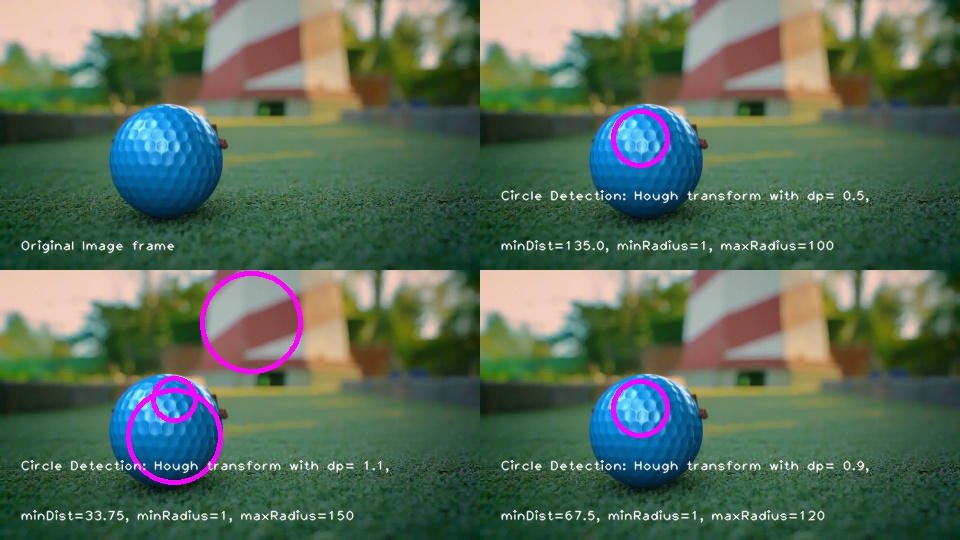 Original Image frame
Circle Detection: Hough transform with dp= 0.5,
minDist=135.0, minRadius=1, maxRadius=100
Circle Detection: Hough transform with dp= 1.1,
minDist=33.75, minRadius=1, maxRadius=150
Circle Detection: Hough transform with dp= 0.9,
minDist=67.5, minRadius=1, maxRadius=120